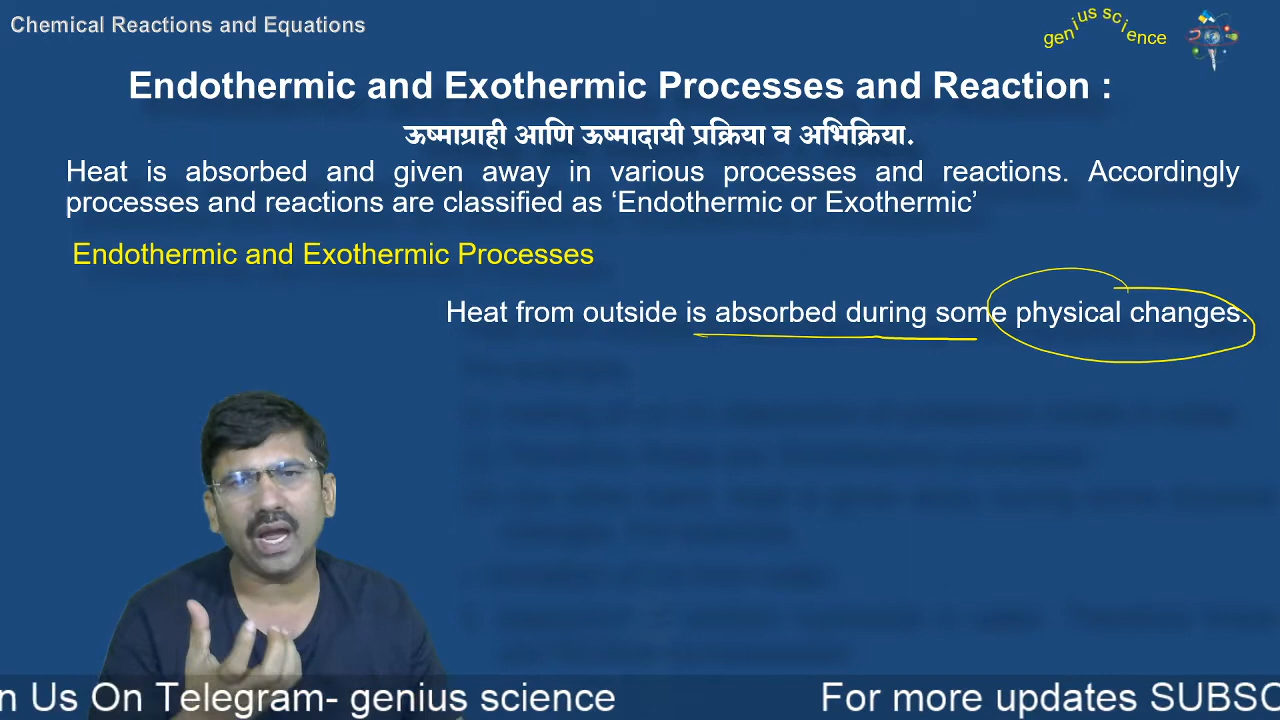 Chemical Reactions and Equations
genius science
Endothermic and Exothermic Processes and Reaction :
ऊष्माग्राही आणि ऊष्मादायी प्रक्रिया व अभिक्रिया.
Heat is absorbed and given away in various processes and reactions. Accordingly
processes and reactions are classified as ‘Endothermic or Exothermic’
Endothermic and Exothermic Processes
Heat from outside is absorbed during some physical changes.
n Us On Telegram- genius science
For more updates SUBSC